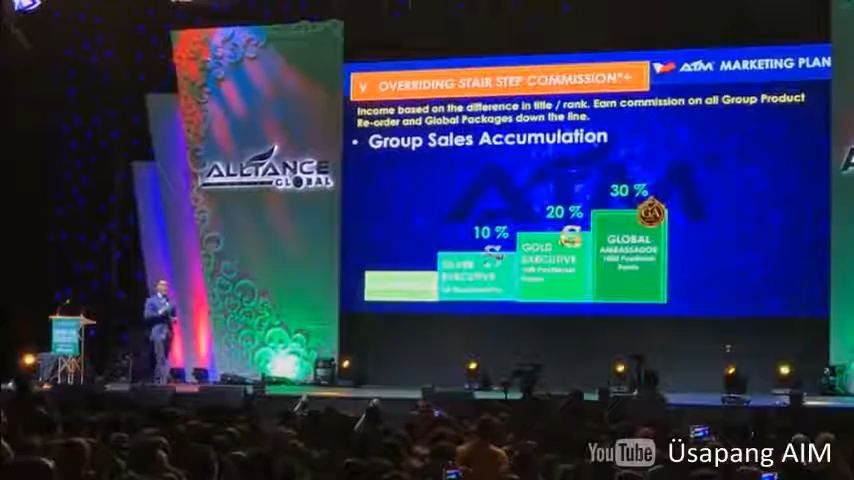 V OVERRIDING STAIR STEP COMMISSION*+
MARKETING PLAN
Income based on the difference in title / rank. Earn commission on all Group Product
Re-order and Global Packages down the line.
• Group Sales Accumulation
ALLIANCE
GLOBAL
30 %
20 %
10 %
GA
GOLD
EXECUTIVE
GLOBAL
AMBASSADOR
EXECUTIVE
YouTube Üsapang AIM